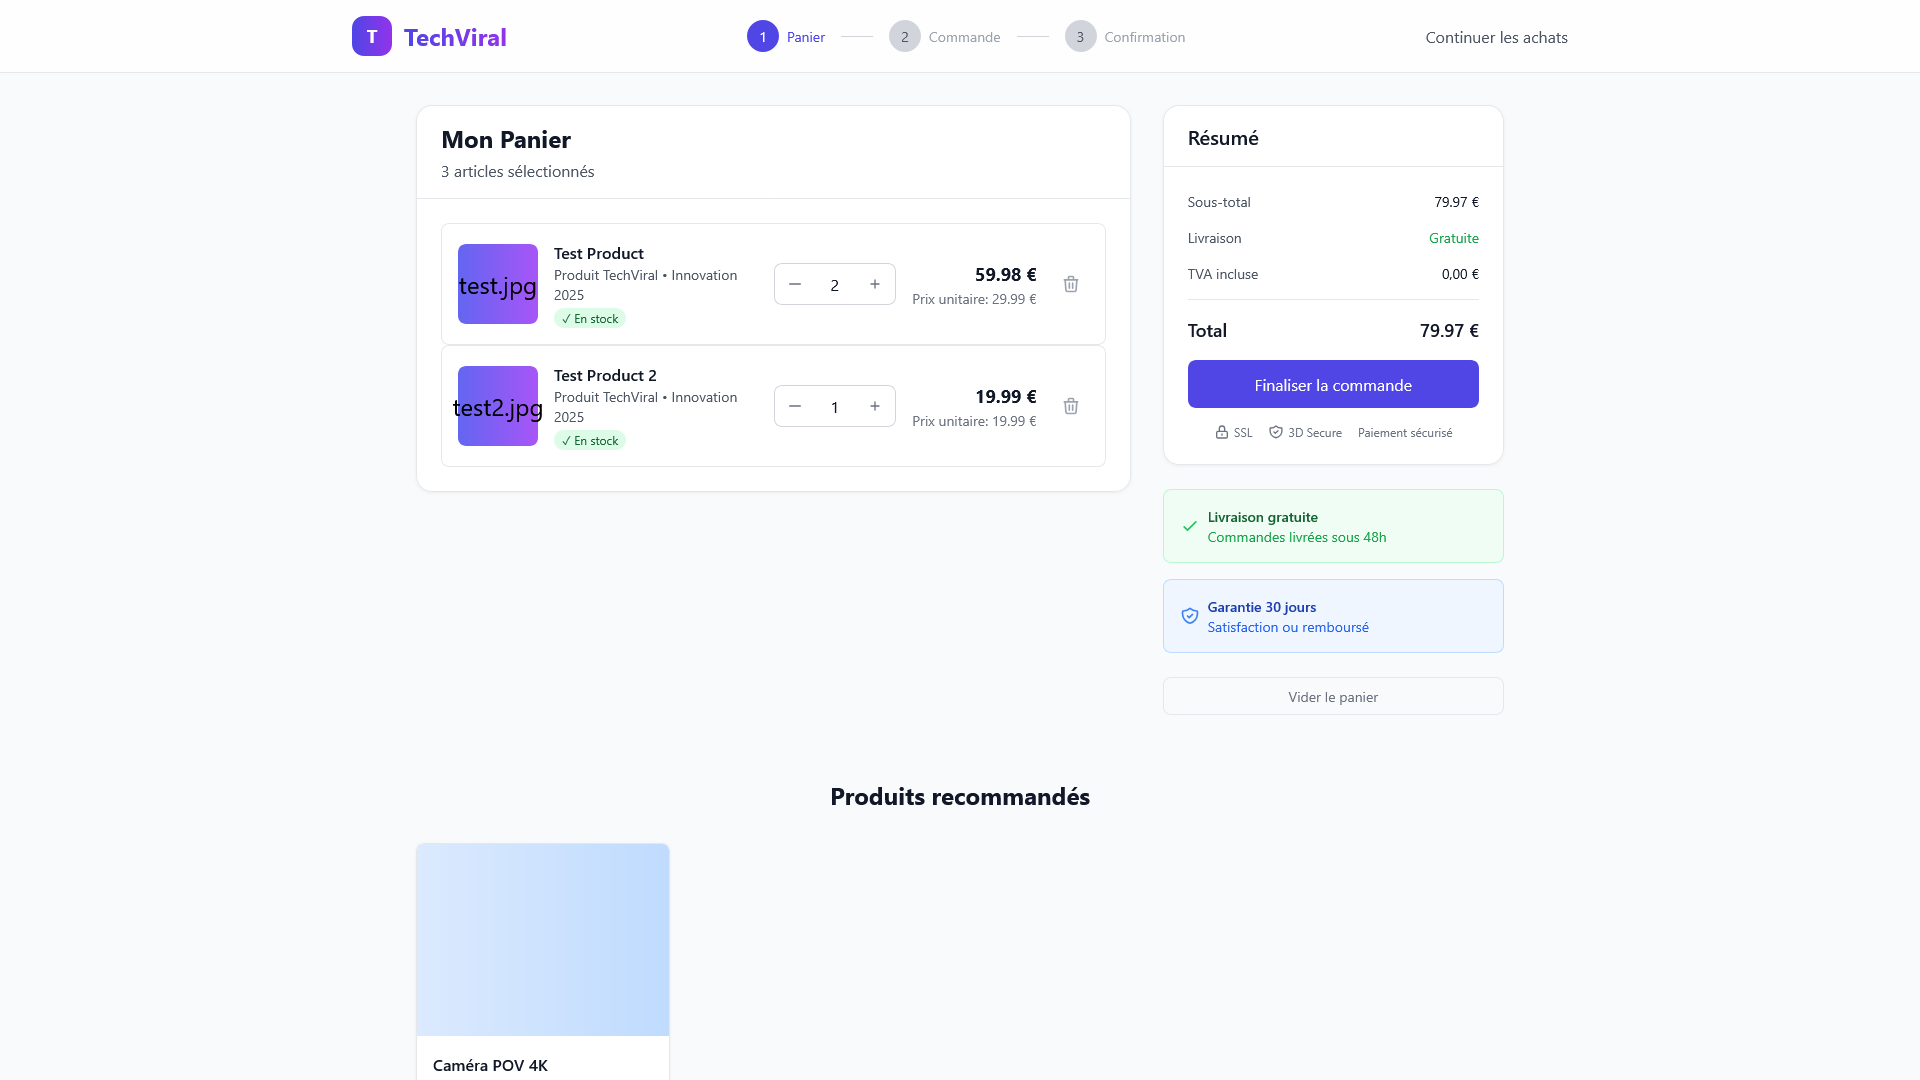 T TechViral
1 Panier 2 Commande 3 Confirmation
Continuer les achats
Mon Panier
3 articles sélectionnés
test.jpg
Test Product
Produit TechViral • Innovation
2025
✓ En stock
2
59.98 €
Prix unitaire: 29.99 €
test2.jpg
Test Product 2
Produit TechViral • Innovation
2025
✓ En stock
1
19.99 €
Prix unitaire: 19.99 €
Résumé
Sous-total 79.97 €
Livraison Gratuite
TVA incluse 0,00 €
Total 79.97 €
Finaliser la commande
SSL 3D Secure Paiement sécurisé
Livraison gratuite
Commandes livrées sous 48h
Garantie 30 jours
Satisfaction ou remboursé
Vider le panier
Produits recommandés
Caméra POV 4K